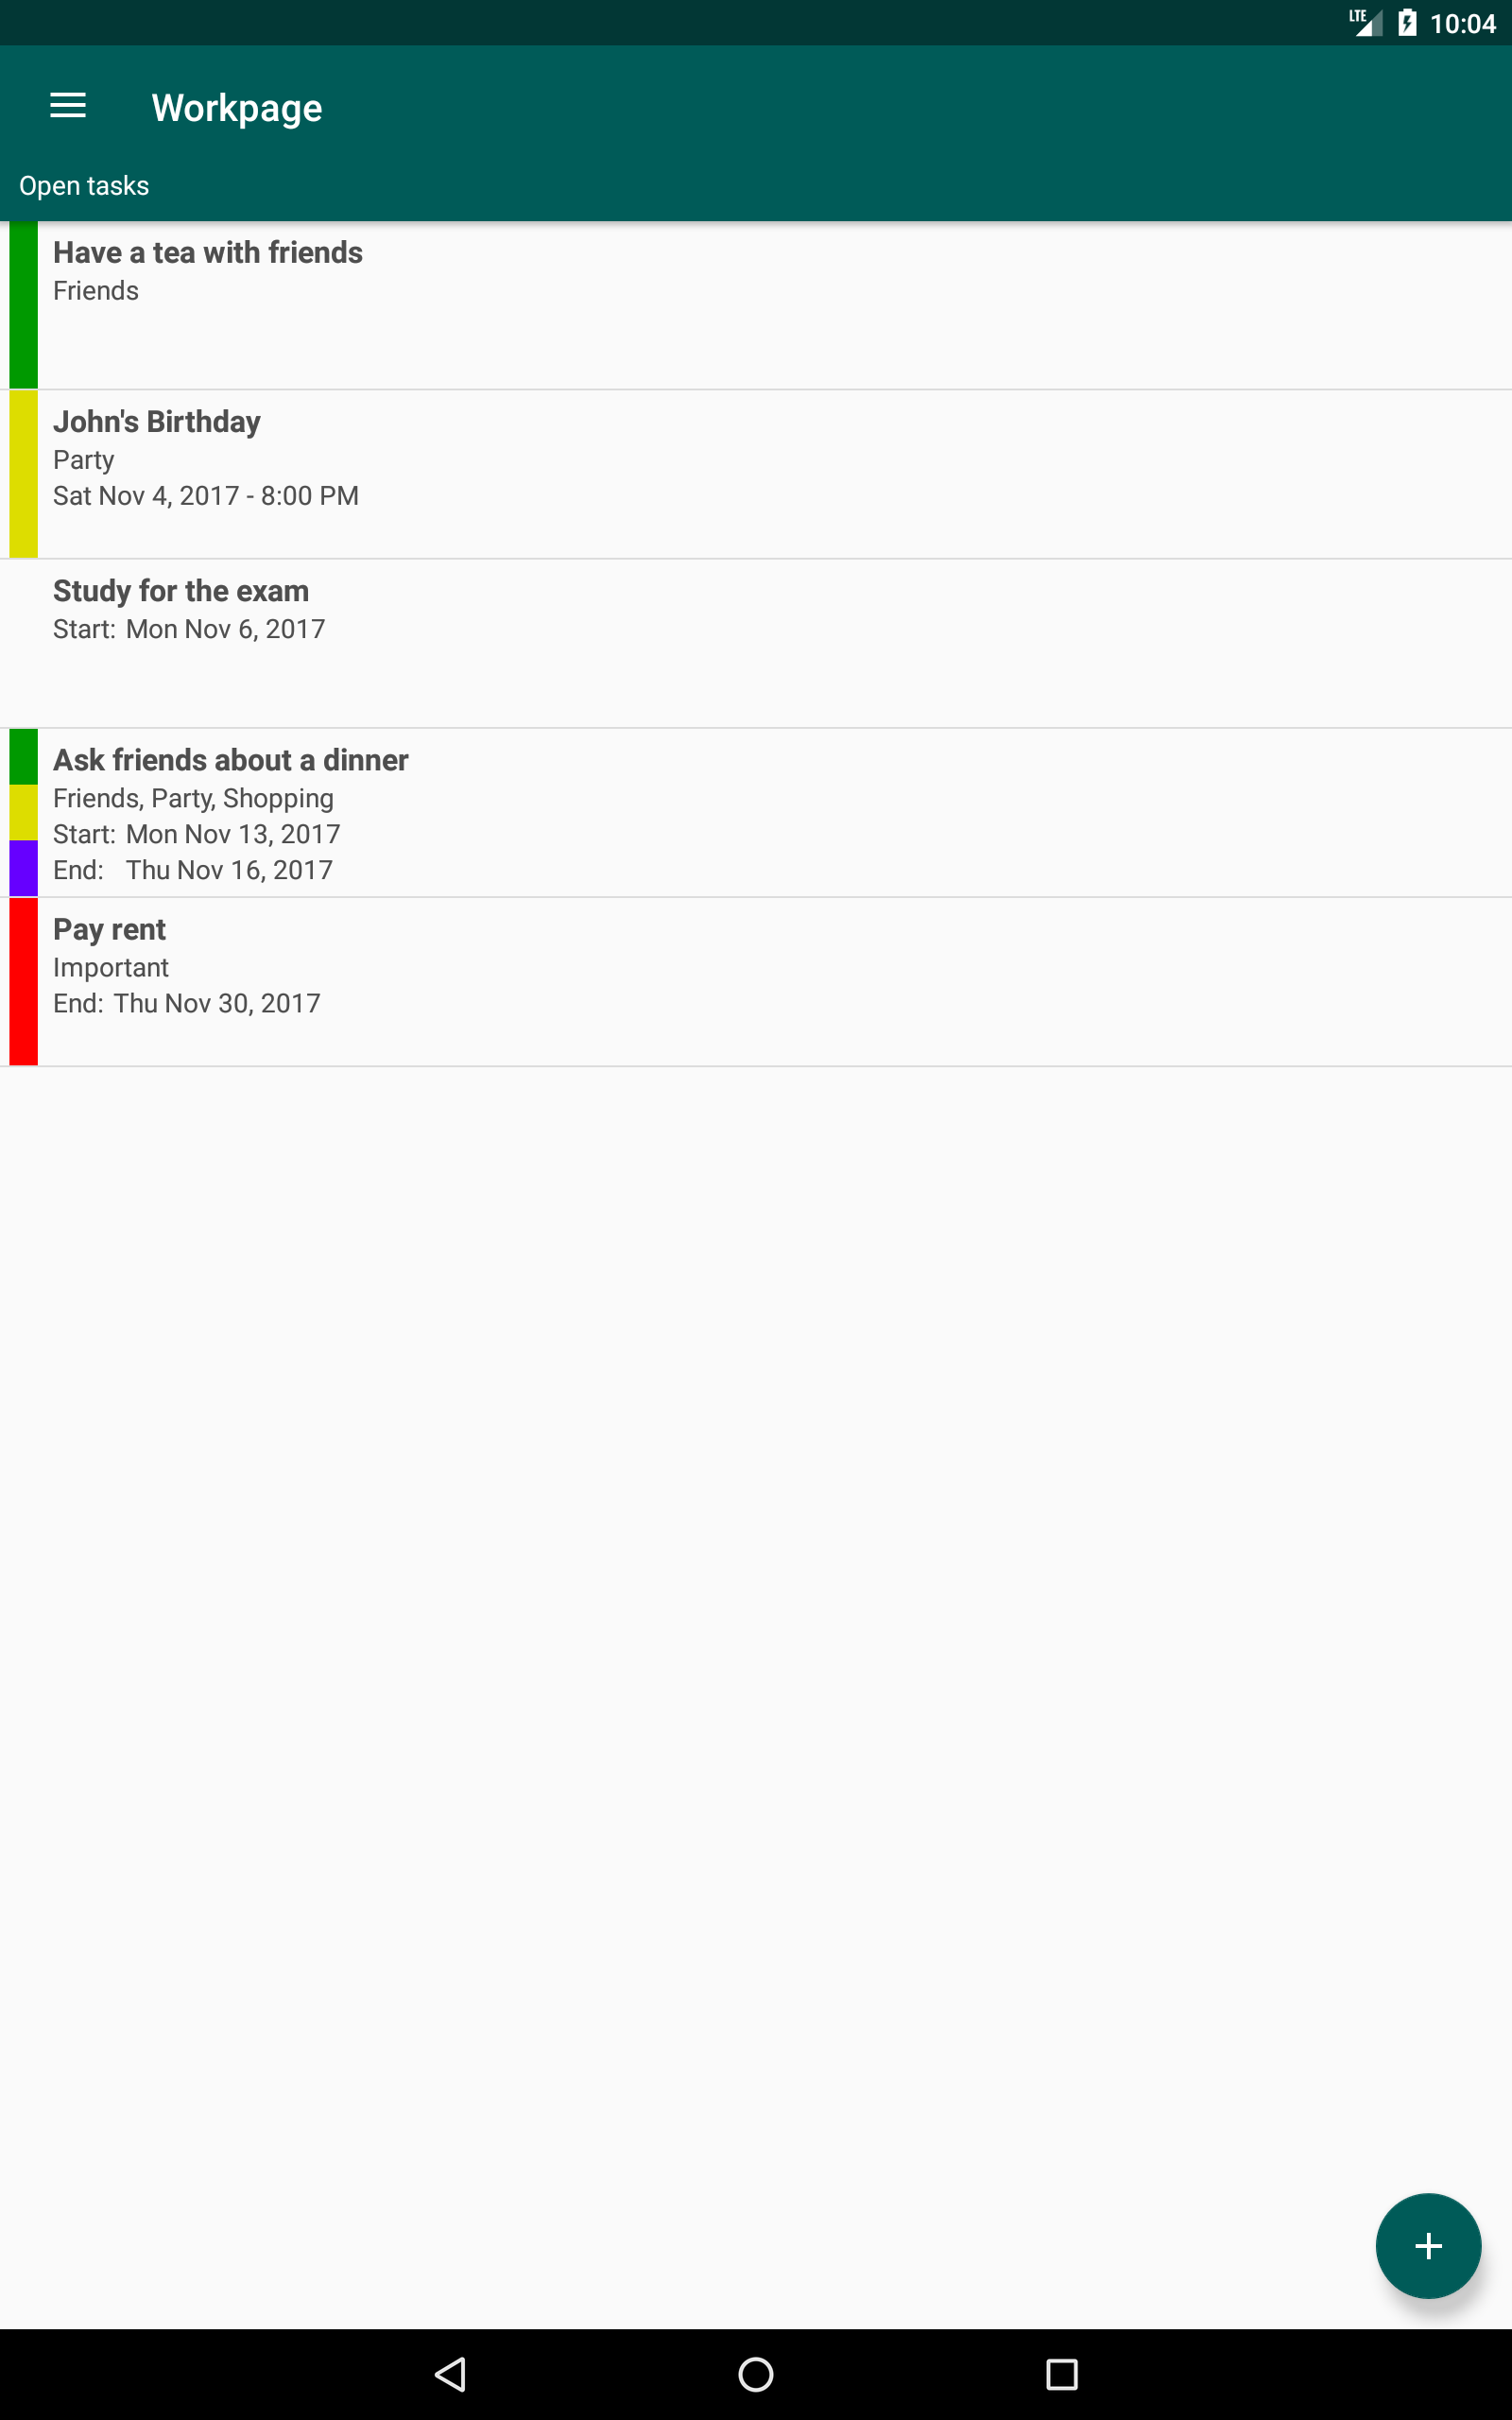 LTE 10:04
Workpage
Open tasks
Have a tea with friends
Friends
John's Birthday
Party
Sat Nov 4, 2017 - 8:00 PM
Study for the exam
Start: Mon Nov 6, 2017
Ask friends about a dinner
Friends, Party, Shopping
Start: Mon Nov 13, 2017
End: Thu Nov 16, 2017
Pay rent
Important
End: Thu Nov 30, 2017